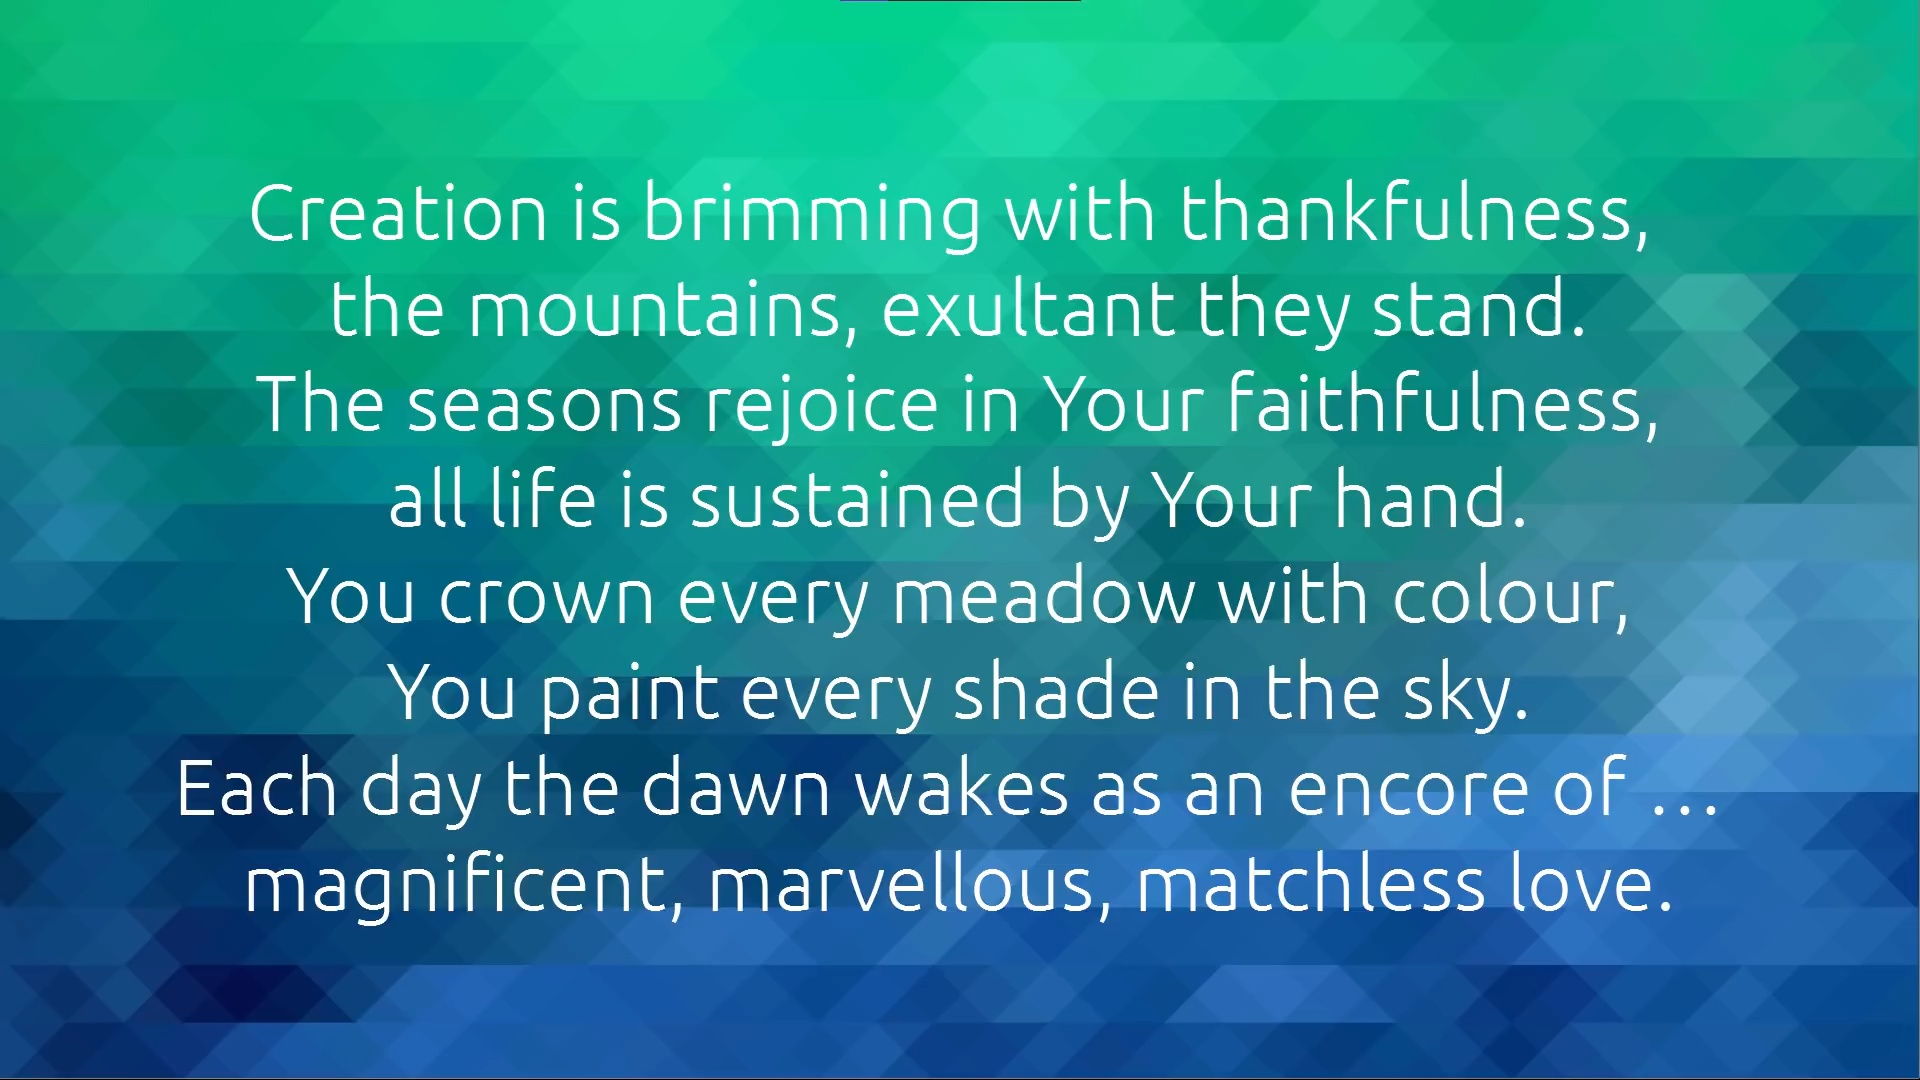 Creation is brimming with thankfulness,
the mountains, exultant they stand.
The seasons rejoice in Your faithfulness,
all life is sustained by Your hand.
You crown every meadow with colour,
You paint every shade in the sky.
Each day the dawn wakes as an encore of …
magnificent, marvellous, matchless love.